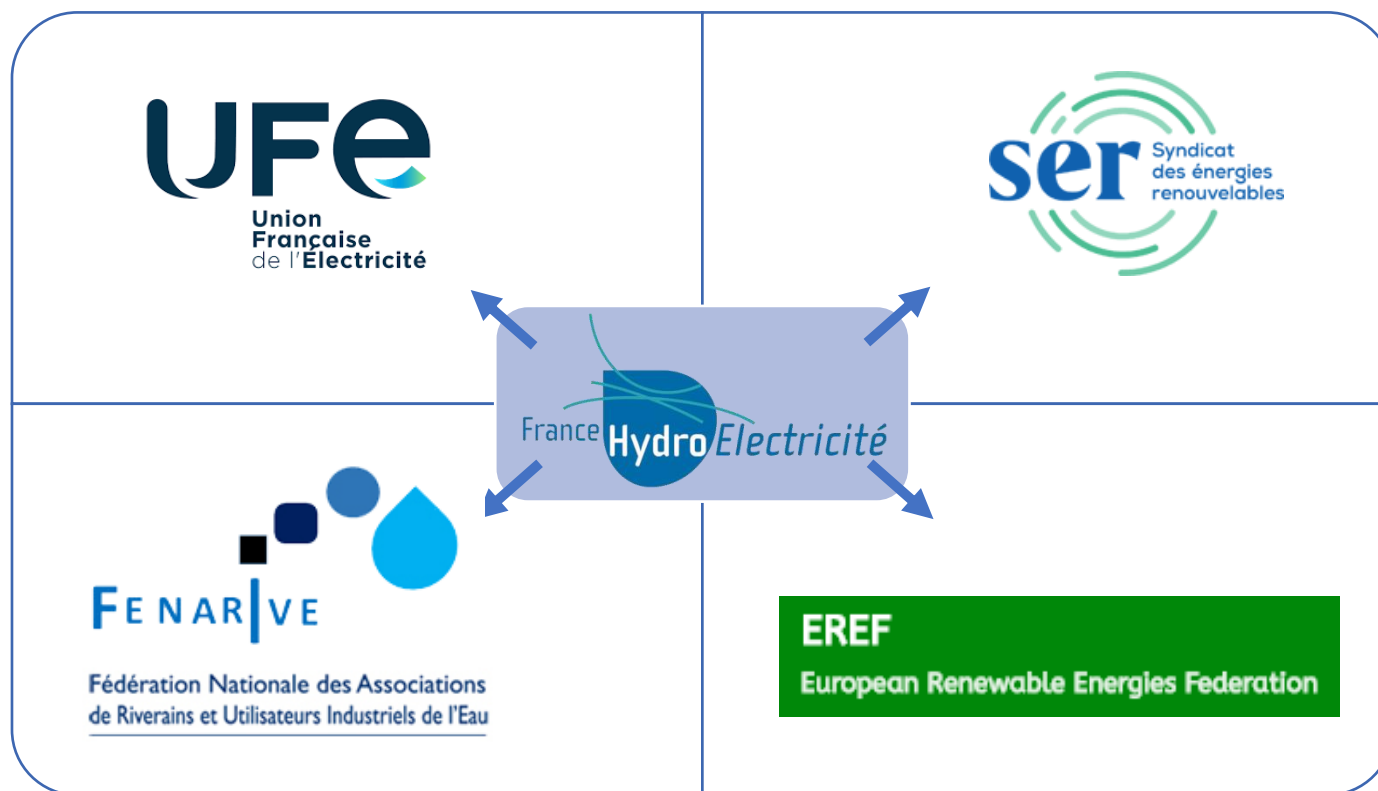 UFe
Union
Française
de l'Électricité
ser
Syndicat
des énergies
renouvelables
France Hydro Electricité
FENARIVE
Fédération Nationale des Associations
de Riverains et Utilisateurs Industriels de l'Eau
EREF
European Renewable Energies Federation